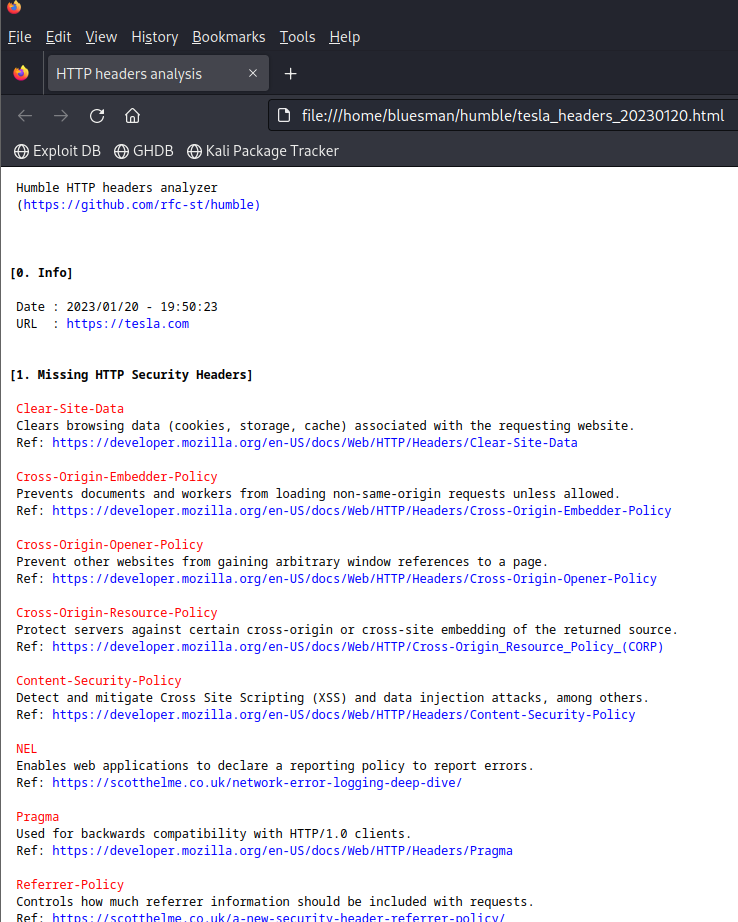 File Edit View History Bookmarks Tools Help
HTTP headers analysis
file:///home/bluesman/humble/tesla_headers_20230120.html
Exploit DB GHDB Kali Package Tracker
Humble HTTP headers analyzer
(https://github.com/rfc-st/humble)
[0. Info]
Date : 2023/01/20 - 19:50:23
URL : https://tesla.com
[1. Missing HTTP Security Headers]
Clear-Site-Data
Clears browsing data (cookies, storage, cache) associated with the requesting website.
Ref: https://developer.mozilla.org/en-US/docs/Web/HTTP/Headers/Clear-Site-Data
Cross-Origin-Embedder-Policy
Prevents documents and workers from loading non-same-origin requests unless allowed.
Ref: https://developer.mozilla.org/en-US/docs/Web/HTTP/Headers/Cross-Origin-Embedder-Policy
Cross-Origin-Opener-Policy
Prevent other websites from gaining arbitrary window references to a page.
Ref: https://developer.mozilla.org/en-US/docs/Web/HTTP/Headers/Cross-Origin-Opener-Policy
Cross-Origin-Resource-Policy
Protect servers against certain cross-origin or cross-site embedding of the returned source.
Ref: https://developer.mozilla.org/en-US/docs/Web/HTTP/Cross-Origin_Resource_Policy_(CORP)
Content-Security-Policy
Detect and mitigate Cross Site Scripting (XSS) and data injection attacks, among others.
Ref: https://developer.mozilla.org/en-US/docs/Web/HTTP/Headers/Content-Security-Policy
NEL
Enables web applications to declare a reporting policy to report errors.
Ref: https://scotthelme.co.uk/network-error-logging-deep-dive/
Pragma
Used for backwards compatibility with HTTP/1.0 clients.
Ref: https://developer.mozilla.org/en-US/docs/Web/HTTP/Headers/Pragma
Referrer-Policy
Controls how much referrer information should be included with requests.
Ref: https://scotthelme.co.uk/a-new-security-header-referrer-policy/